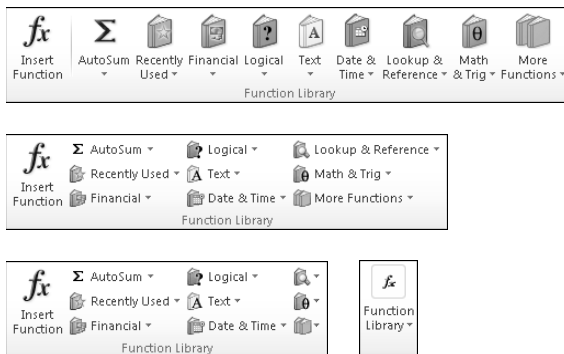 fx Σ ? A θ
Insert AutoSum Recently Financial Logical Text Date & Lookup & Math More
Function Used Time Reference & Trig Functions
Function Library
fx Σ AutoSum ? Logical Lookup & Reference
Recently Used A Text θ Math & Trig
Insert
Function Financial Date & Time More Functions
Function Library
fx Σ AutoSum ? Logical
Recently Used A Text θ
Insert
Function Financial Date & Time
Function Library
fx
Function
Library